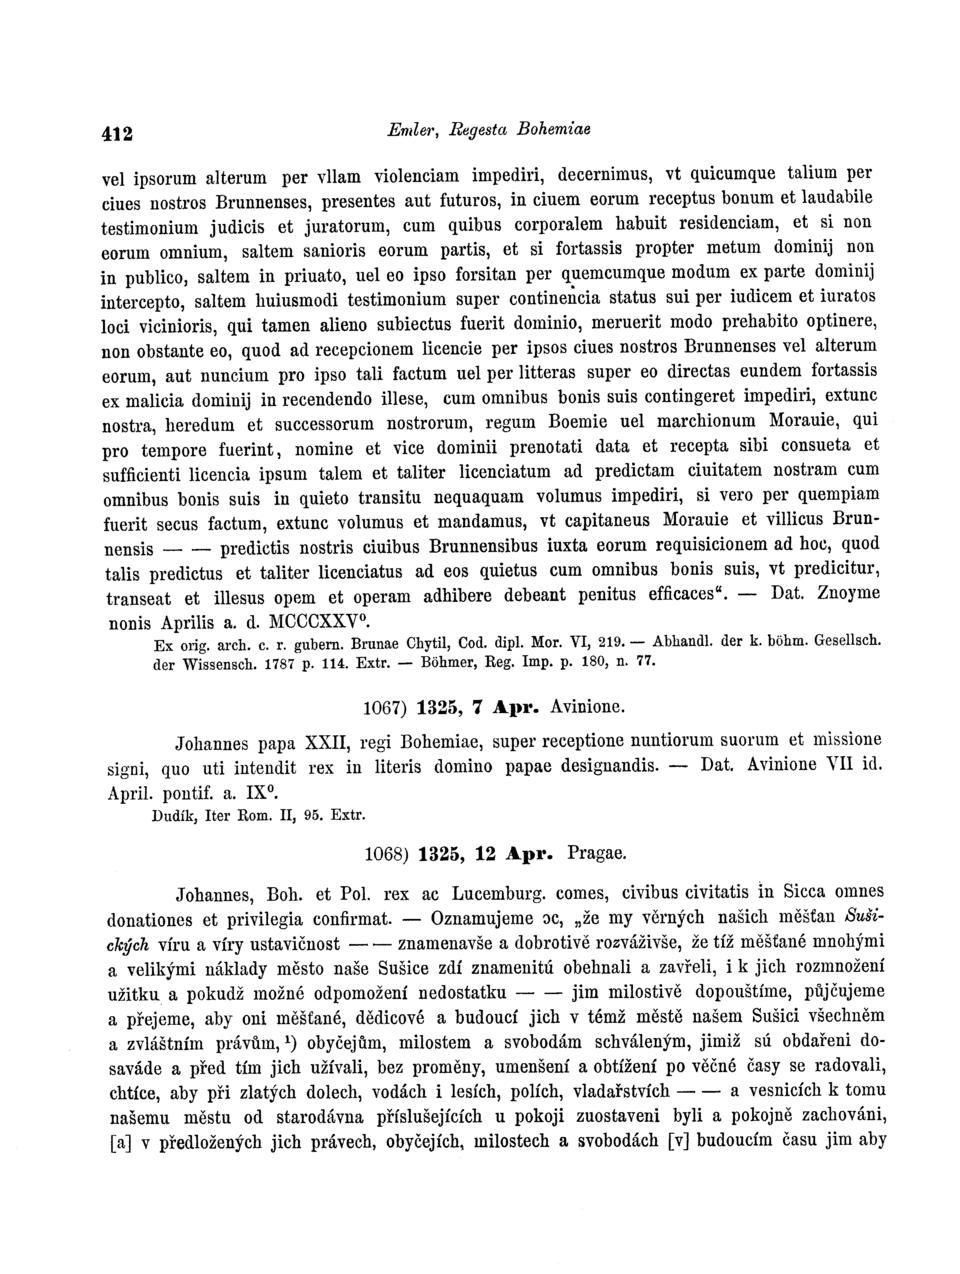 412 Emler, Regesta Bohemiae
vel ipsorum alterum per vllam violenciam impediri, decernimus, vt quicumque talium per
ciues nostros Brunnenses, presentes aut futuros, in ciuem eorum receptus bonum et laudabile
testimonium judicis et juratorum, cum quibus corporalem habuit residenciam, et si non
eorum omnium, saltem sanioris eorum partis, et si fortassis propter metum dominij non
in publico, saltem in priuato, uel eo ipso forsitan per quemcumque modum ex parte dominij
intercepto, saltem huiusmodi testimonium super continencia status sui per iudicem et iuratos
loci vicinioris, qui tamen alieno subiectus fuerit dominio, meruerit modo prehabito optinere,
non obstante eo, quod ad recepcionem licencie per ipsos ciues nostros Brunnenses vel alterum
eorum, aut nuncium pro ipso tali factum uel per litteras super eo directas eundem fortassis
ex malicia dominij in recendendo illese, cum omnibus bonis suis contingeret impediri, extunc
nostra, heredum et successorum nostrorum, regum Boemie uel marchionum Morauie, qui
pro tempore fuerint, nomine et vice dominii prenotati data et recepta sibi consueta et
sufficienti licencia ipsum talem et taliter licenciatum ad predictam ciuitatem nostram cum
omnibus bonis suis in quieto transitu nequaquam volumus impediri, si vero per quempiam
fuerit secus factum, extunc volumus et mandamus, vt capitaneus Morauie et villicus Brun-
nensis — — predictis nostris ciuibus Brunnensibus iuxta eorum requisicionem ad hoc, quod
talis predictus et taliter licenciatus ad eos quietus cum omnibus bonis suis, vt predicitur,
transeat et illesus opem et operam adhibere debeant penitus efficaces“. — Dat. Znoyme
nonis Aprilis a. d. MCCCXXV⁰.
Ex orig. arch. c. r. gubern. Brunae Chytil, Cod. dipl. Mor. VI, 219. — Abhandl. der k. böhm. Gesellsch.
der Wissensch. 1787 p. 114. Extr. — Böhmer, Reg. Imp. p. 180, n. 77.
1067) 1325, 7 Apr. Avinione.
Johannes papa XXII, regi Bohemiae, super receptione nuntiorum suorum et missione
signi, quo uti intendit rex in literis domino papae designandis. — Dat. Avinione VII id.
April. pontif. a. IX⁰.
Dudík, Iter Rom. II, 95. Extr.
1068) 1325, 12 Apr. Pragae.
Johannes, Boh. et Pol. rex ac Lucemburg. comes, civibus civitatis in Sicca omnes
donationes et privilegia confirmat. — Oznamujeme ɔc, „že my věrných našich měšťan Suši-
ckých víru a víry ustavičnost — — znamenavše a dobrotivě rozváživše, že tíž měšťané mnohými
a velikými náklady město naše Sušice zdí znamenitú obehnali a zavřeli, i k jich rozmnožení
užitku a pokudž možné odpomožení nedostatku — — jim milostivě dopouštíme, půjčujeme
a přejeme, aby oni měšťané, dědicové a budoucí jich v témž městě našem Sušici všechněm
a zvláštním právům,¹) obyčejům, milostem a svobodám schváleným, jimiž sú obdařeni do-
saváde a před tím jich užívali, bez proměny, umenšení a obtížení po věčné časy se radovali,
chtíce, aby při zlatých dolech, vodách i lesích, polích, vladařstvích — — a vesnicích k tomu
našemu městu od starodávna příslušejících u pokoji zuostaveni byli a pokojně zachováni,
[a] v předložených jich právech, obyčejích, milostech a svobodách [v] budoucím času jim aby